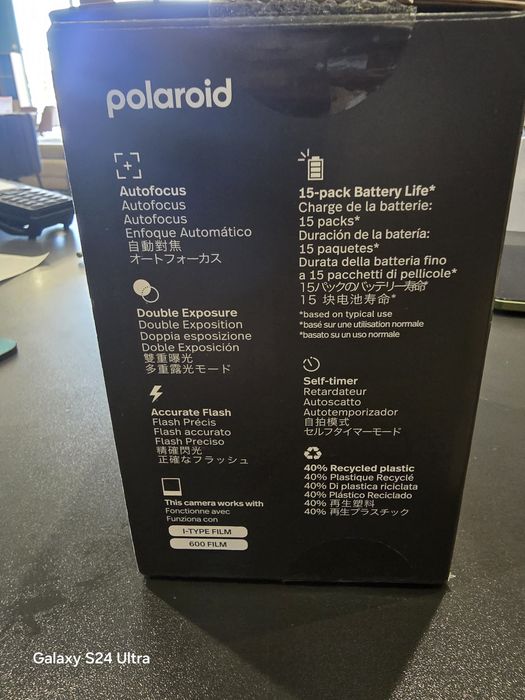 polaroid
Autofocus
Autofocus
Autofocus
Enfoque Automático
自動對焦
オートフォーカス
Double Exposure
Double Exposition
Doppia esposizione
Doble Exposición
雙重曝光
多重露光モード
Accurate Flash
Flash Précis
Flash accurato
Flash Preciso
精確閃光
正確なフラッシュ
This camera works with
Fonctionne avec
Funziona con
I-TYPE FILM
600 FILM
15-pack Battery Life*
Charge de la batterie:
15 packs*
Duración de la batería:
15 paquetes*
Durata della batteria fino
a 15 pacchetti di pellicole*
15パックのバッテリー寿命*
15 块电池寿命*
*based on typical use
*basé sur une utilisation normale
*basato su un uso normale
Self-timer
Retardateur
Autoscatto
Autotemporizador
自拍模式
セルフタイマーモード
40% Recycled plastic
40% Plastique Recyclé
40% Di plastica riciclata
40% Plástico Reciclado
40% 再生塑料
40% 再生プラスチック
Galaxy S24 Ultra